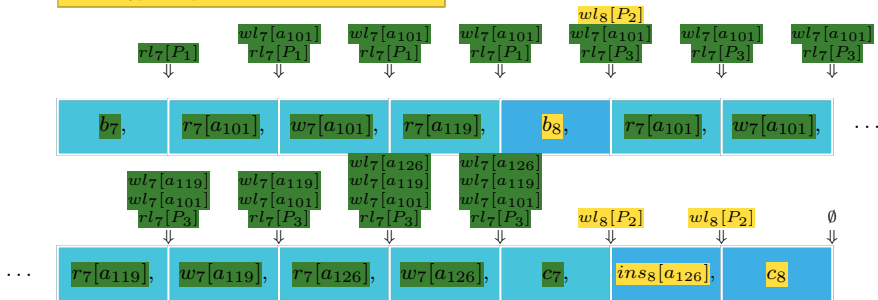 wl₈[P₂]
wl₇[a₁₀₁] wl₇[a₁₀₁] wl₇[a₁₀₁] wl₇[a₁₀₁] wl₇[a₁₀₁] wl₇[a₁₀₁]
rl₇[P₁] rl₇[P₁] rl₇[P₁] rl₇[P₁] rl₇[P₃] rl₇[P₃] rl₇[P₃]
⇓ ⇓ ⇓ ⇓ ⇓ ⇓ ⇓
b₇, r₇[a₁₀₁], w₇[a₁₀₁], r₇[a₁₁₉], b₈, r₇[a₁₀₁], w₇[a₁₀₁], ⋯
wl₇[a₁₂₆] wl₇[a₁₂₆]
wl₇[a₁₁₉] wl₇[a₁₁₉] wl₇[a₁₁₉] wl₇[a₁₁₉]
wl₇[a₁₀₁] wl₇[a₁₀₁] wl₇[a₁₀₁] wl₇[a₁₀₁]
rl₇[P₃] rl₇[P₃] rl₇[P₃] rl₇[P₃] wl₈[P₂] wl₈[P₂] ∅
⇓ ⇓ ⇓ ⇓ ⇓ ⇓ ⇓
⋯ r₇[a₁₁₉], w₇[a₁₁₉], r₇[a₁₂₆], w₇[a₁₂₆], c₇, ins₈[a₁₂₆], c₈